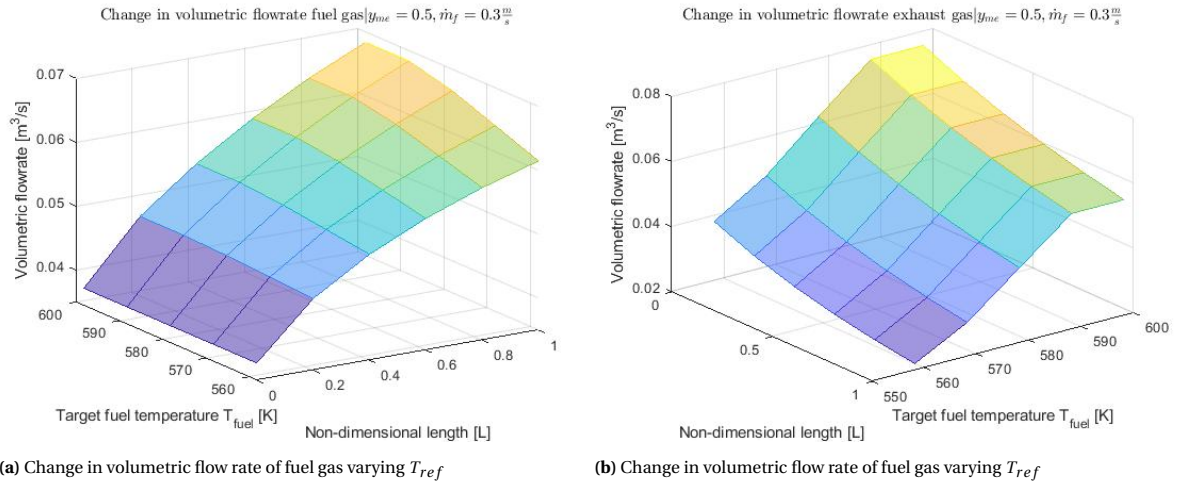 Change in volumetric flowrate fuel gas|y_me = 0.5, ṁ_f = 0.3 m/s
Volumetric flowrate [m³/s]
0.07
0.06
0.05
0.04
600
590
580
570
560
0
0.2
0.4
0.6
0.8
1
Target fuel temperature T_fuel [K]
Non-dimensional length [L]
(a) Change in volumetric flow rate of fuel gas varying T_ref
Change in volumetric flowrate exhaust gas|y_me = 0.5, ṁ_f = 0.3 m/s
Volumetric flowrate [m³/s]
0.08
0.06
0.04
0.02
0
0.5
1
550
560
570
580
590
600
Non-dimensional length [L]
Target fuel temperature T_fuel [K]
(b) Change in volumetric flow rate of fuel gas varying T_ref